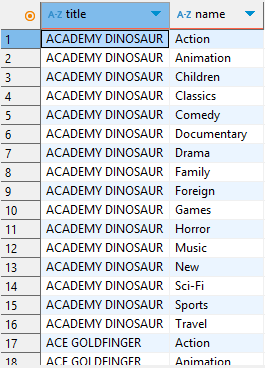 A-Z title A-Z name
1 ACADEMY DINOSAUR Action
2 ACADEMY DINOSAUR Animation
3 ACADEMY DINOSAUR Children
4 ACADEMY DINOSAUR Classics
5 ACADEMY DINOSAUR Comedy
6 ACADEMY DINOSAUR Documentary
7 ACADEMY DINOSAUR Drama
8 ACADEMY DINOSAUR Family
9 ACADEMY DINOSAUR Foreign
10 ACADEMY DINOSAUR Games
11 ACADEMY DINOSAUR Horror
12 ACADEMY DINOSAUR Music
13 ACADEMY DINOSAUR New
14 ACADEMY DINOSAUR Sci-Fi
15 ACADEMY DINOSAUR Sports
16 ACADEMY DINOSAUR Travel
17 ACE GOLDFINGER Action
18 ACE GOLDFINGER Animation